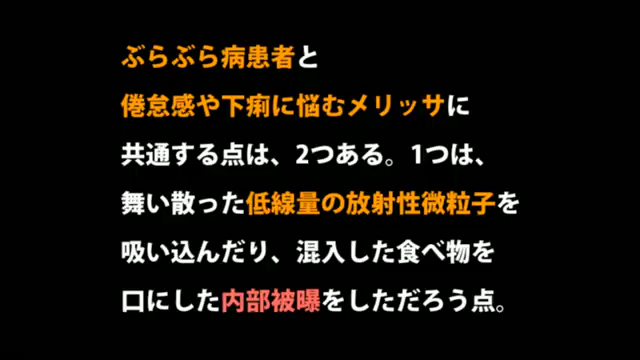 ぶらぶら病患者と
倦怠感や下痢に悩むメリッサに
共通する点は、2つある。1つは、
舞い散った低線量の放射性微粒子を
吸い込んだり、混入した食べ物を
口にした内部被曝をしただろう点。